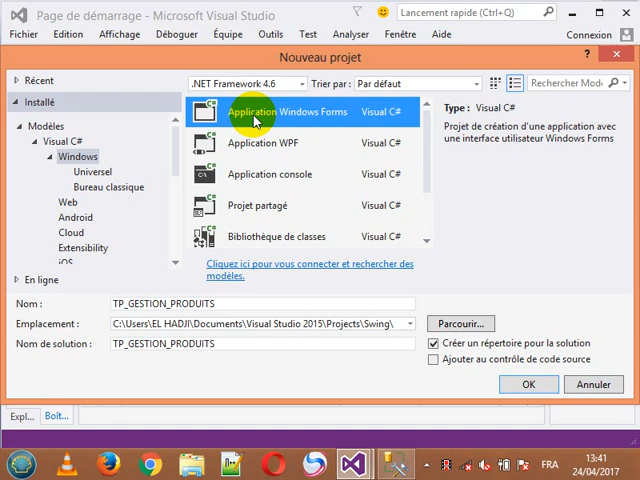 Page de démarrage - Microsoft Visual Studio
Lancement rapide (Ctrl+Q)
Fichier Edition Affichage Déboguer Équipe Outils Test Analyser Fenêtre Aide Connexion
Nouveau projet
Récent
.NET Framework 4.6
Trier par : Par défaut
Rechercher Modèle
Installé
Modèles
Visual C#
Windows
Universel
Bureau classique
Web
Android
Cloud
Extensibility
iOS
En ligne
Application Windows Forms Visual C#
Application WPF Visual C#
Application console Visual C#
Projet partagé Visual C#
Bibliothèque de classes Visual C#
Cliquez ici pour vous connecter et rechercher des
modèles.
Type : Visual C#
Projet de création d'une application avec
une interface utilisateur Windows Forms
Nom : TP_GESTION_PRODUITS
Emplacement : C:\Users\EL HADJI\Documents\Visual Studio 2015\Projects\Swing\
Parcourir...
Nom de solution : TP_GESTION_PRODUITS
Créer un répertoire pour la solution
Ajouter au contrôle de code source
OK Annuler
Expl... Boît...
FRA
13:41
24/04/2017